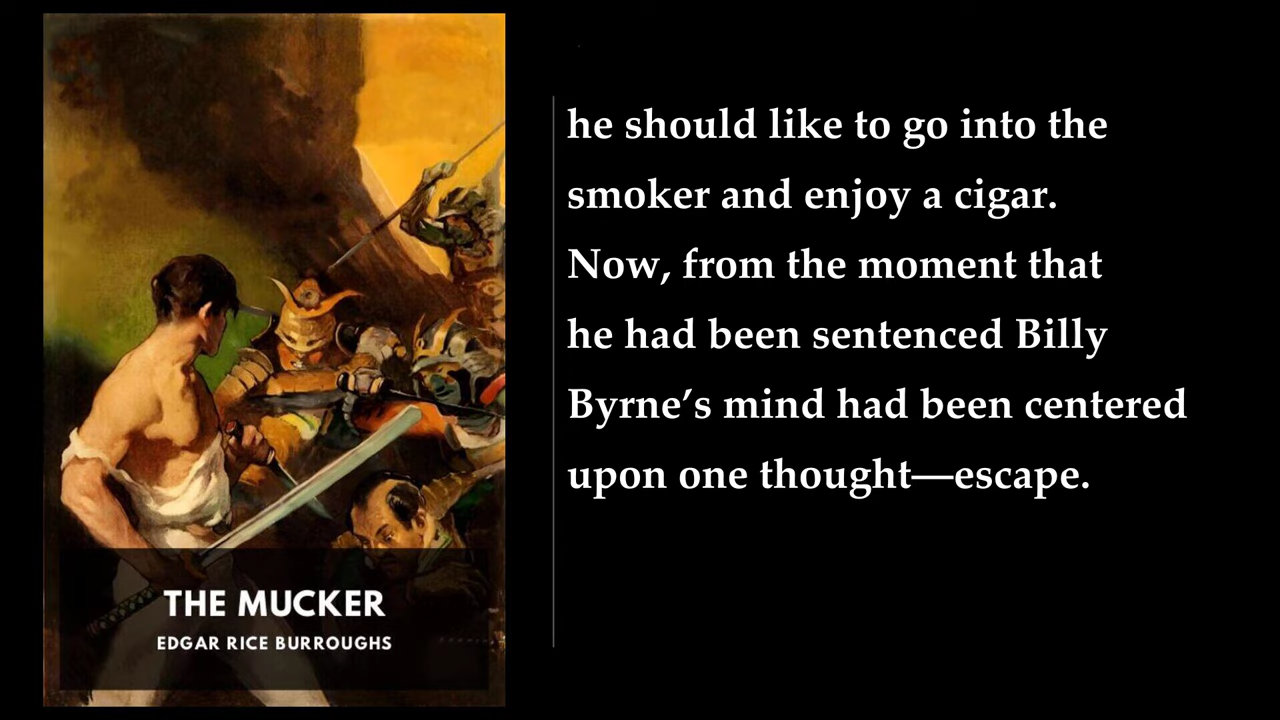 THE MUCKER
EDGAR RICE BURROUGHS
he should like to go into the
smoker and enjoy a cigar.
Now, from the moment that
he had been sentenced Billy
Byrne’s mind had been centered
upon one thought—escape.